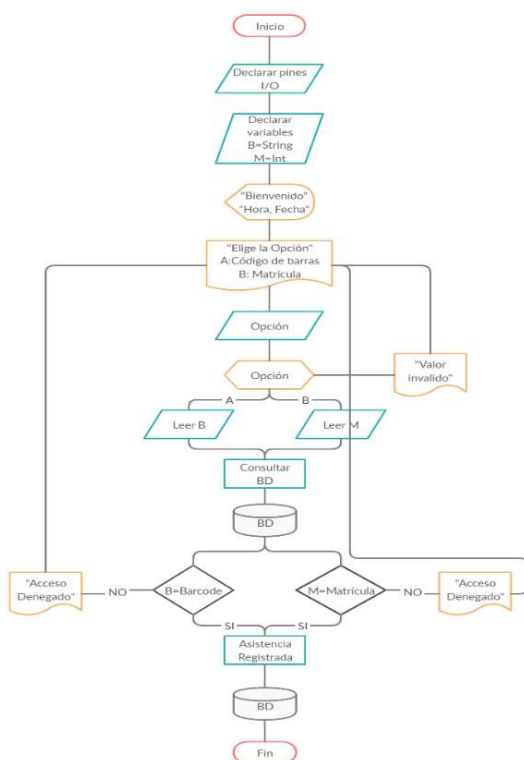 Inicio
Declarar pines
I/O
Declarar
variables
B=String
M=Int
"Bienvenido"
"Hora, Fecha"
"Elige la Opción"
A:Código de barras
B: Matrícula
Opción
Opción
"Valor
invalido"
A
B
Leer B
Leer M
Consultar
BD
BD
"Acceso
Denegado"
NO
B=Barcode
M=Matrícula
NO
"Acceso
Denegado"
SI
SI
Asistencia
Registrada
BD
Fin